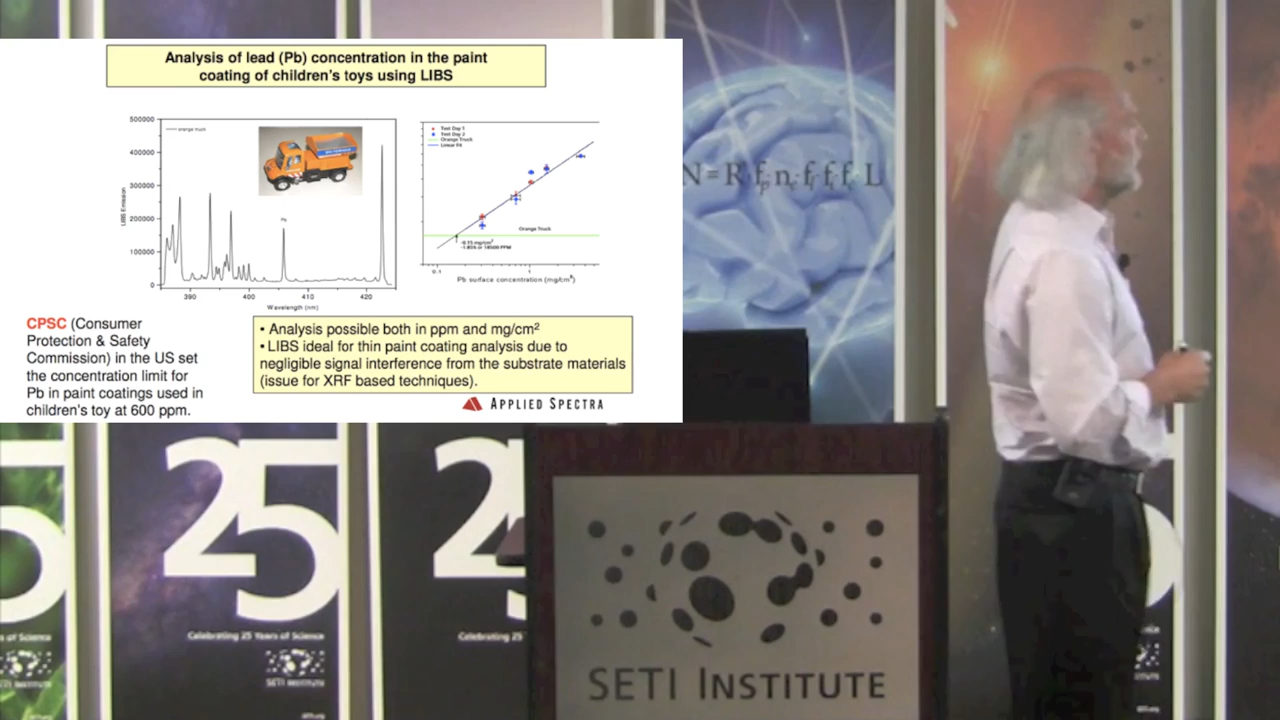 Analysis of lead (Pb) concentration in the paint
coating of children's toys using LIBS
500000
400000
300000
200000
100000
0
LIBS Emission
orange truck
Pb
390
400
410
420
Wavelength (nm)
Test Day 1
Test Day 2
Orange Truck
Linear Fit
Orange Truck
0.1
1
Pb surface concentration (mg/cm²)
CPSC (Consumer
Protection & Safety
Commission) in the US set
the concentration limit for
Pb in paint coatings used in
children's toy at 600 ppm.
• Analysis possible both in ppm and mg/cm²
• LIBS ideal for thin paint coating analysis due to
negligible signal interference from the substrate materials
(issue for XRF based techniques).
APPLIED SPECTRA
25
Celebrating 25 Years of Science
SETI INSTITUTE
25
Celebrating 25
SETI INSTITUTE